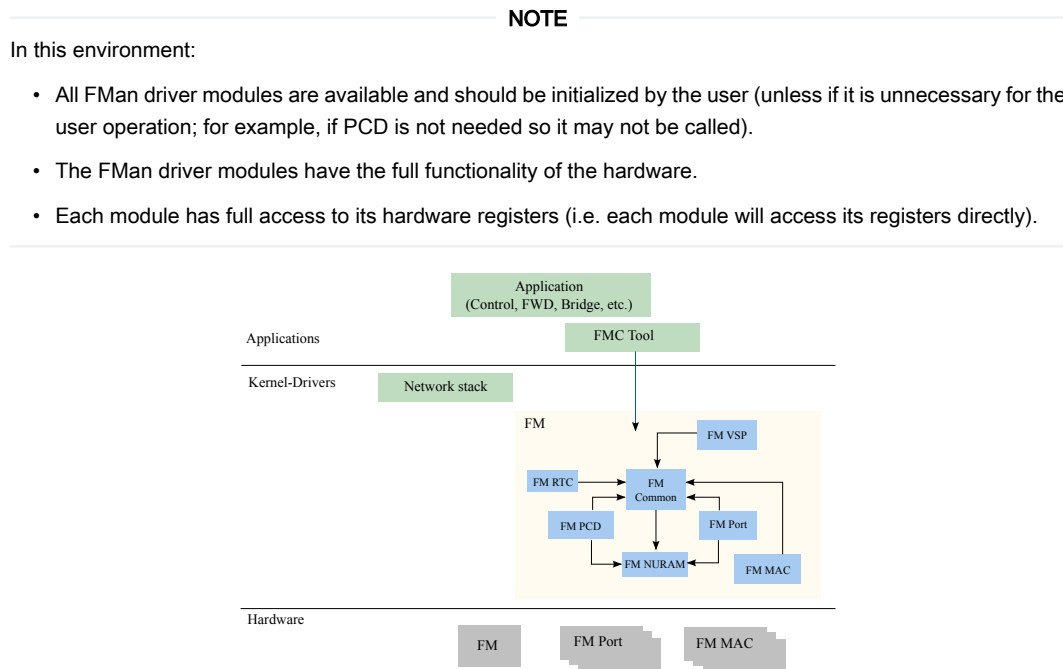 NOTE
In this environment:
• All FMan driver modules are available and should be initialized by the user (unless if it is unnecessary for the
user operation; for example, if PCD is not needed so it may not be called).
• The FMan driver modules have the full functionality of the hardware.
• Each module has full access to its hardware registers (i.e. each module will access its registers directly).
Application
(Control, FWD, Bridge, etc.)
Applications
FMC Tool
Kernel-Drivers
Network stack
FM
FM VSP
FM RTC
FM
Common
FM PCD
FM Port
FM NURAM
FM MAC
Hardware
FM
FM Port
FM MAC